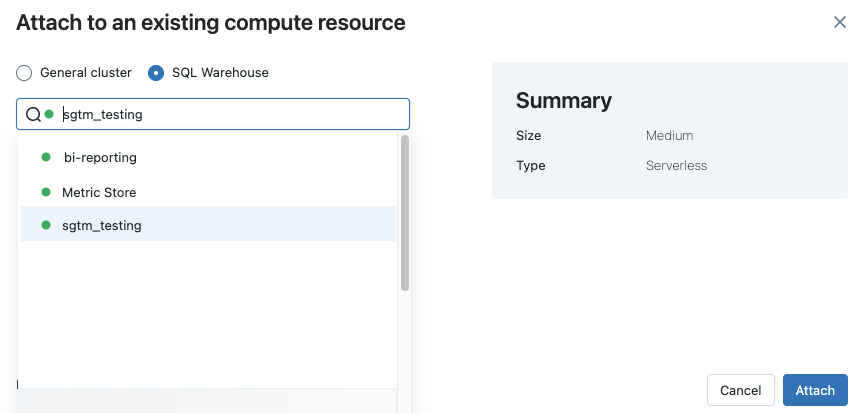 Attach to an existing compute resource
General cluster SQL Warehouse
sgtm_testing
bi-reporting
Metric Store
sgtm_testing
Summary
Size Medium
Type Serverless
Cancel Attach